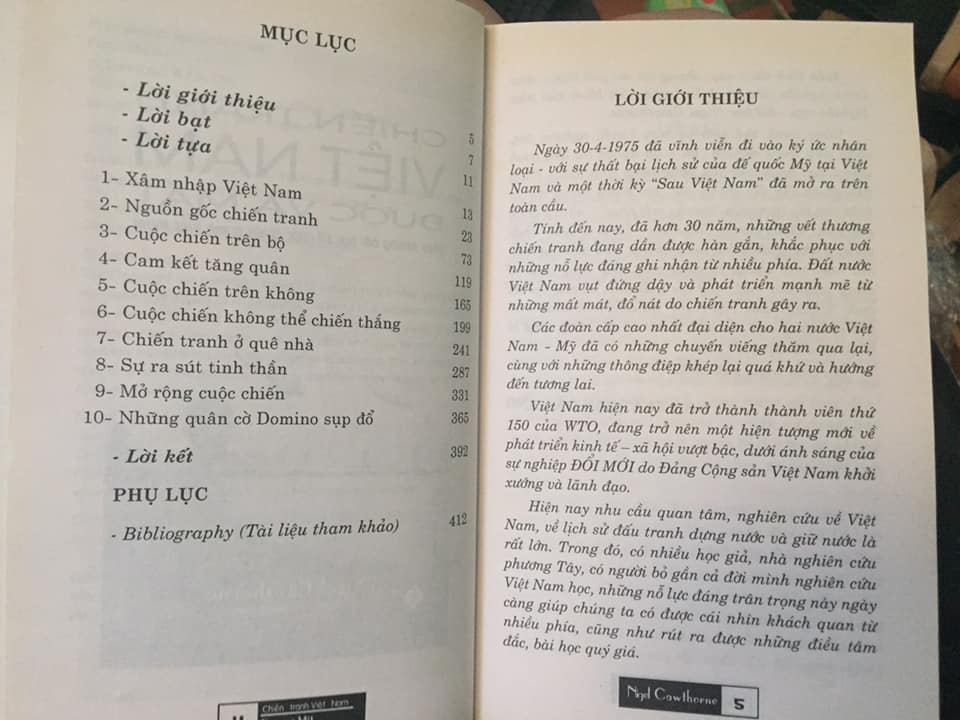 MỤC LỤC
- Lời giới thiệu 5
- Lời bạt 7
- Lời tựa 11
1- Xâm nhập Việt Nam 13
2- Nguồn gốc chiến tranh 23
3- Cuộc chiến trên bộ 73
4- Cam kết tăng quân 119
5- Cuộc chiến trên không 165
6- Cuộc chiến không thể chiến thắng 199
7- Chiến tranh ở quê nhà 241
8- Sự ra sút tinh thần 287
9- Mở rộng cuộc chiến 331
10- Những quân cờ Domino sụp đổ 365
- Lời kết 392
PHỤ LỤC
- Bibliography (Tài liệu tham khảo) 412
Chiến tranh Việt Nam
LỜI GIỚI THIỆU
Ngày 30-4-1975 đã vĩnh viễn đi vào ký ức nhân
loại - với sự thất bại lịch sử của đế quốc Mỹ tại Việt
Nam và một thời kỳ “Sau Việt Nam” đã mở ra trên
toàn cầu.
Tính đến nay, đã hơn 30 năm, những vết thương
chiến tranh đang dần được hàn gắn, khắc phục với
những nỗ lực đáng ghi nhận từ nhiều phía. Đất nước
Việt Nam vụt đứng dậy và phát triển mạnh mẽ từ
những mất mát, đổ nát do chiến tranh gây ra.
Các đoàn cấp cao nhất đại diện cho hai nước Việt
Nam - Mỹ đã có những chuyến viếng thăm qua lại,
cùng với những thông điệp khép lại quá khứ và hướng
đến tương lai.
Việt Nam hiện nay đã trở thành thành viên thứ
150 của WTO, đang trở nên một hiện tượng mới về
phát triển kinh tế – xã hội vượt bậc, dưới ánh sáng của
sự nghiệp ĐỔI MỚI do Đảng Cộng sản Việt Nam khởi
xướng và lãnh đạo.
Hiện nay nhu cầu quan tâm, nghiên cứu về Việt
Nam, về lịch sử đấu tranh dựng nước và giữ nước là
rất lớn. Trong đó, có nhiều học giả, nhà nghiên cứu
phương Tây, có người bỏ gần cả đời mình nghiên cứu
Việt Nam học, những nỗ lực đáng trân trọng này ngày
càng giúp chúng ta có được cái nhìn khách quan từ
nhiều phía, cũng như rút ra được những điều tâm
đắc, bài học quý giá.
Nigel Cawthorne 5